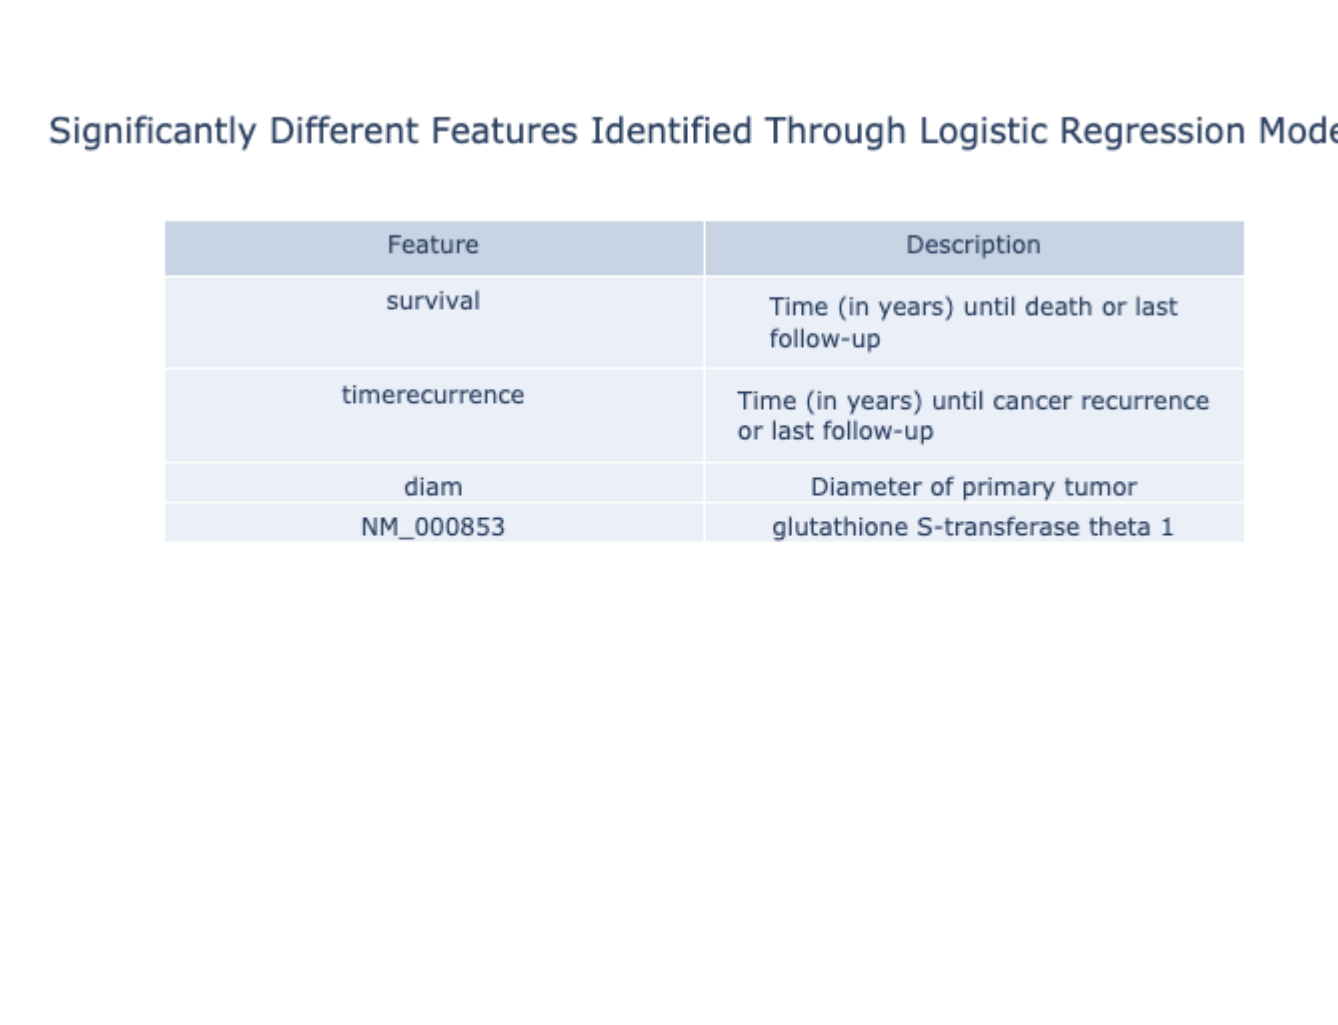 Significantly Different Features Identified Through Logistic Regression Mode
Feature Description
survival Time (in years) until death or last
follow-up
timerecurrence Time (in years) until cancer recurrence
or last follow-up
diam Diameter of primary tumor
NM_000853 glutathione S-transferase theta 1